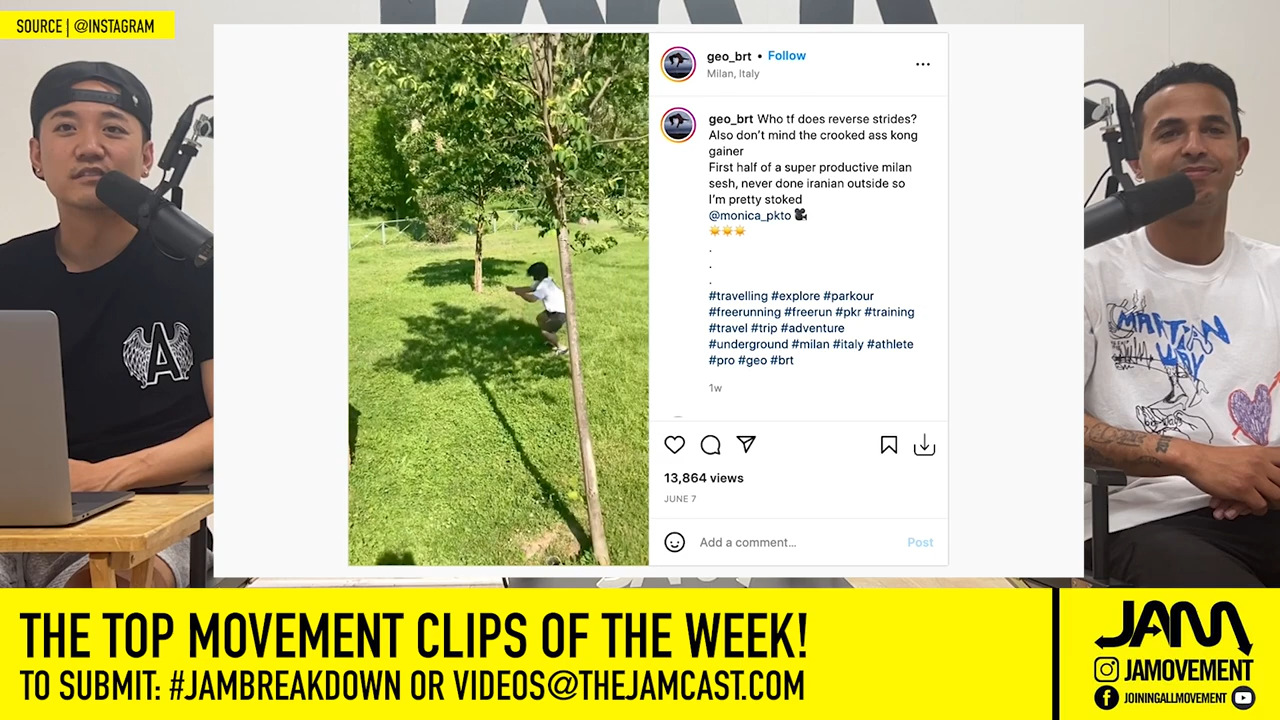 SOURCE | @INSTAGRAM
geo_brt • Follow
Milan, Italy
geo_brt Who tf does reverse strides?
Also don't mind the crooked ass kong
gainer
First half of a super productive milan
sesh, never done iranian outside so
I'm pretty stoked
@monica_pkto
.
.
.
#travelling #explore #parkour
#freerunning #freerun #pkr #training
#travel #trip #adventure
#underground #milan #italy #athlete
#pro #geo #brt
1w
13,864 views
JUNE 7
Add a comment...
Post
A
MARTIAN
THE TOP MOVEMENT CLIPS OF THE WEEK!
TO SUBMIT: #JAMBREAKDOWN OR VIDEOS@THEJAMCAST.COM
JAM
JAMOVEMENT
JOININGALLMOVEMENT